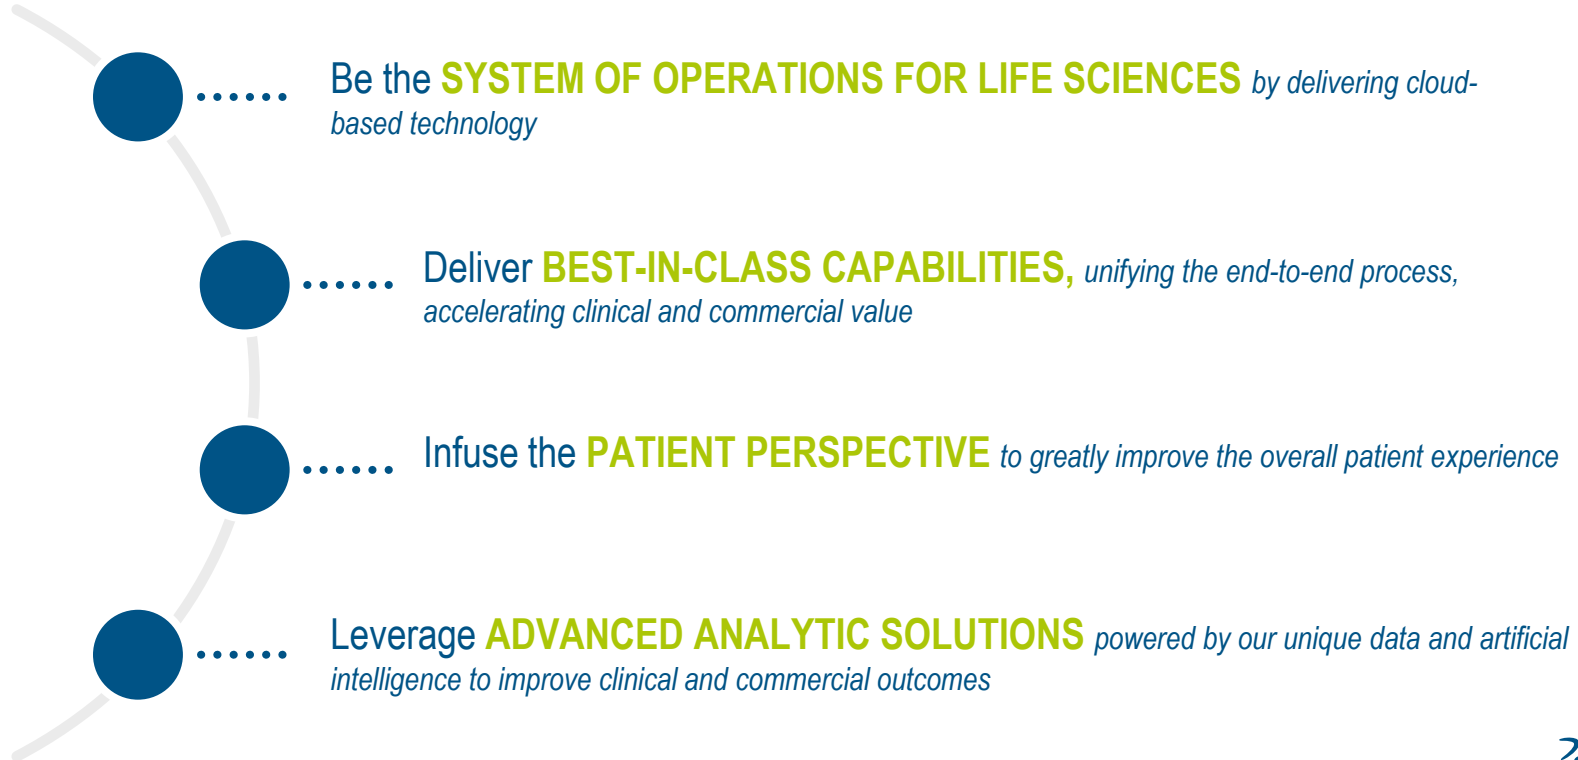 Be the SYSTEM OF OPERATIONS FOR LIFE SCIENCES by delivering cloud-
based technology
Deliver BEST-IN-CLASS CAPABILITIES, unifying the end-to-end process,
accelerating clinical and commercial value
Infuse the PATIENT PERSPECTIVE to greatly improve the overall patient experience
Leverage ADVANCED ANALYTIC SOLUTIONS powered by our unique data and artificial
intelligence to improve clinical and commercial outcomes